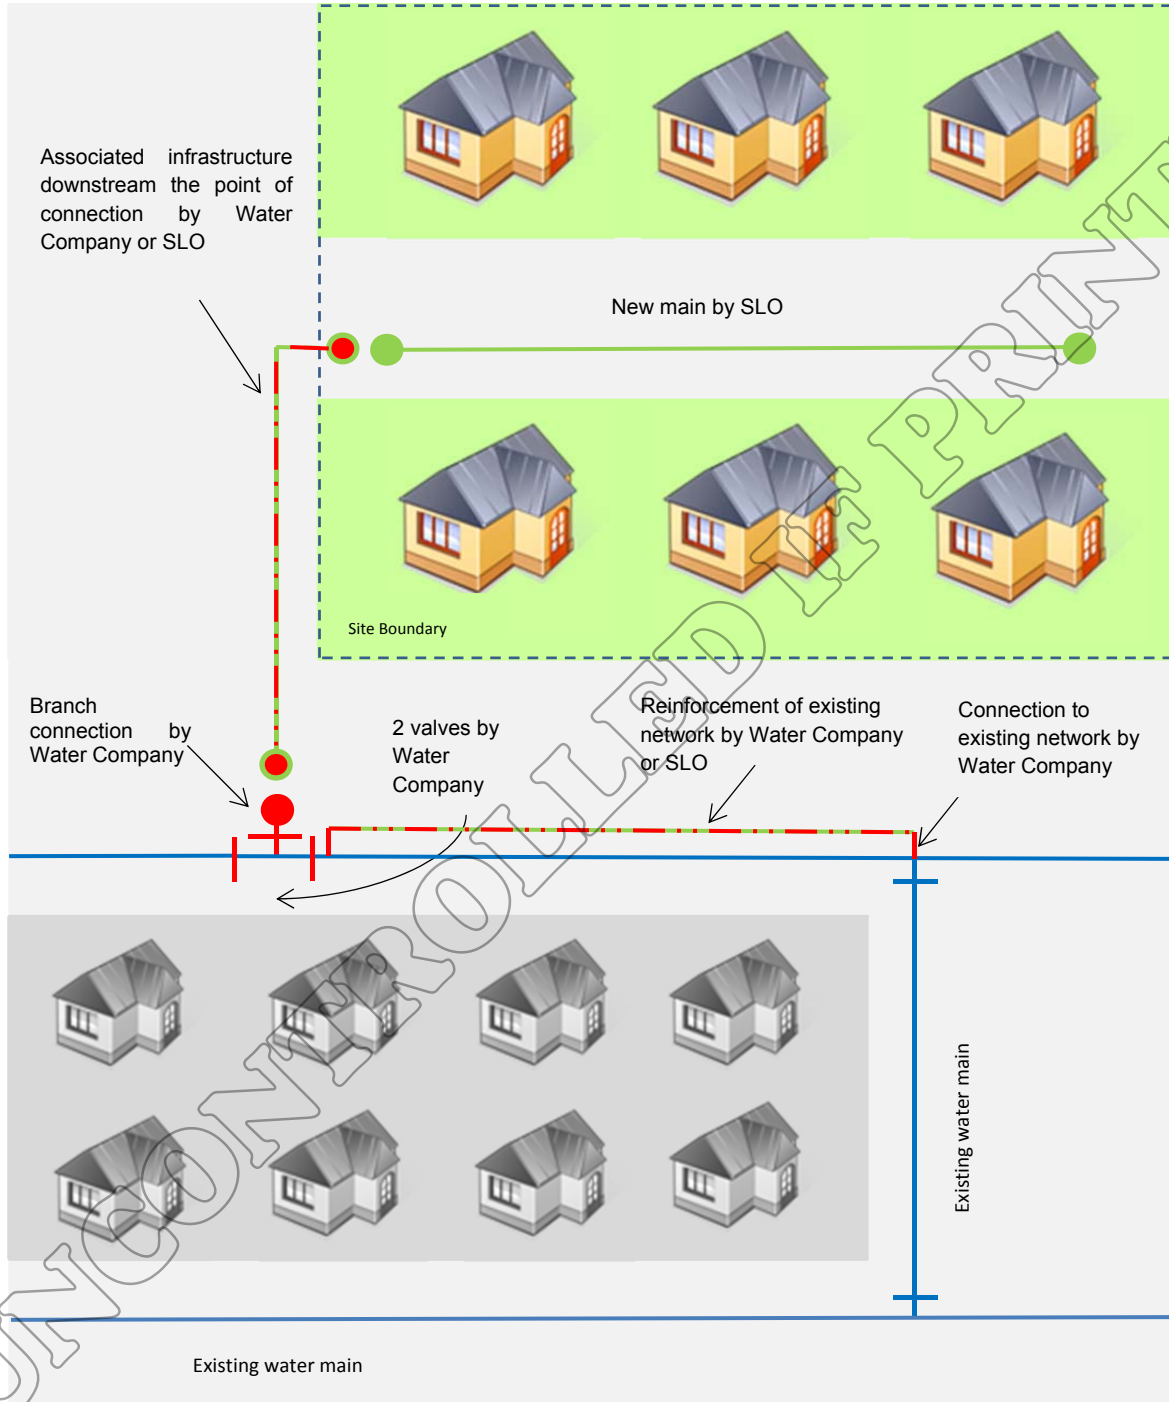 Associated infrastructure
downstream the point of
connection by Water
Company or SLO
New main by SLO
Site Boundary
Branch
connection by
Water Company
2 valves by
Water
Company
Reinforcement of existing
network by Water Company
or SLO
Connection to
existing network by
Water Company
Existing water main
Existing water main
UNCONTROLLED IF PRINT